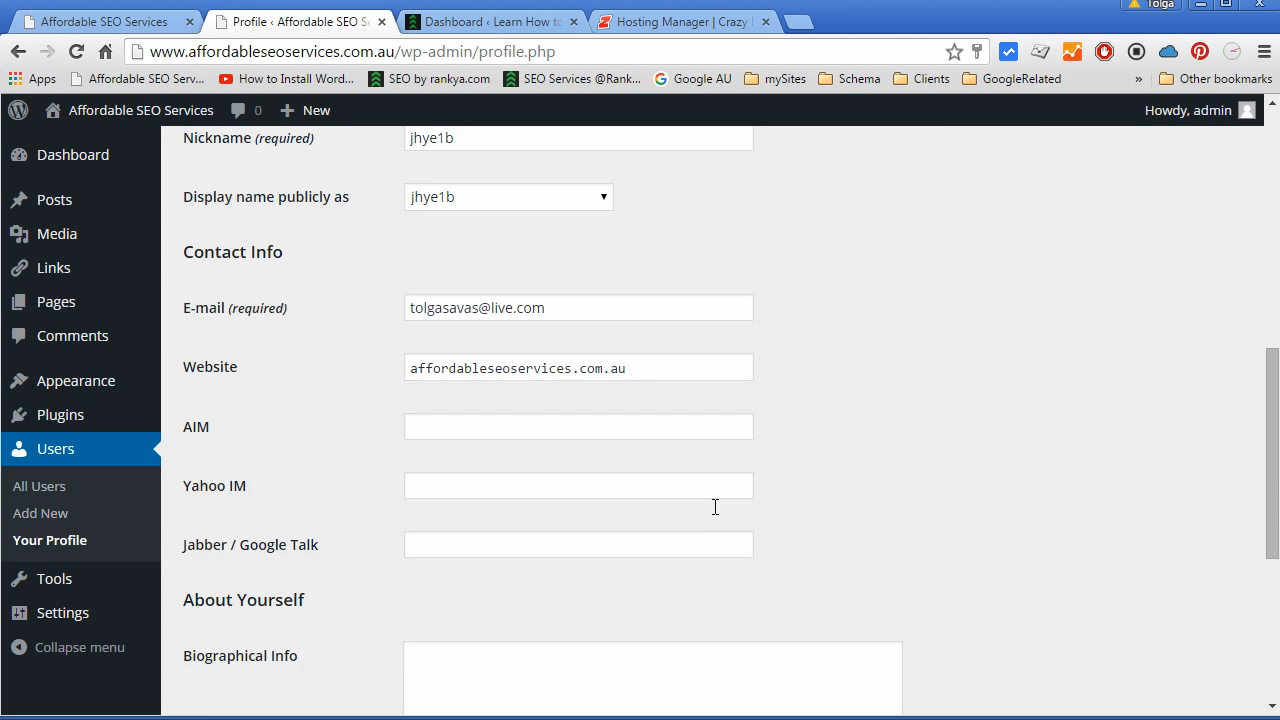 Tolga
Affordable SEO Services
Profile ‹ Affordable SEO S
Dashboard ‹ Learn How to
Hosting Manager | Crazy
www.affordableseoservices.com.au/wp-admin/profile.php
Apps
Affordable SEO Serv...
How to Install Word...
SEO by rankya.com
SEO Services @Rank...
GoogleAU
mySites
Schema
Clients
GoogleRelated
»
Other bookmarks
Affordable SEO Services
0
New
Howdy, admin
Dashboard
Posts
Media
Links
Pages
Comments
Appearance
Plugins
Users
All Users
Add New
Your Profile
Tools
Settings
Collapse menu
Nickname (required)
jhye1b
Display name publicly as
jhye1b
Contact Info
E-mail (required)
tolgasavas@live.com
Website
affordableseoservices.com.au
AIM
Yahoo IM
Jabber / Google Talk
About Yourself
Biographical Info